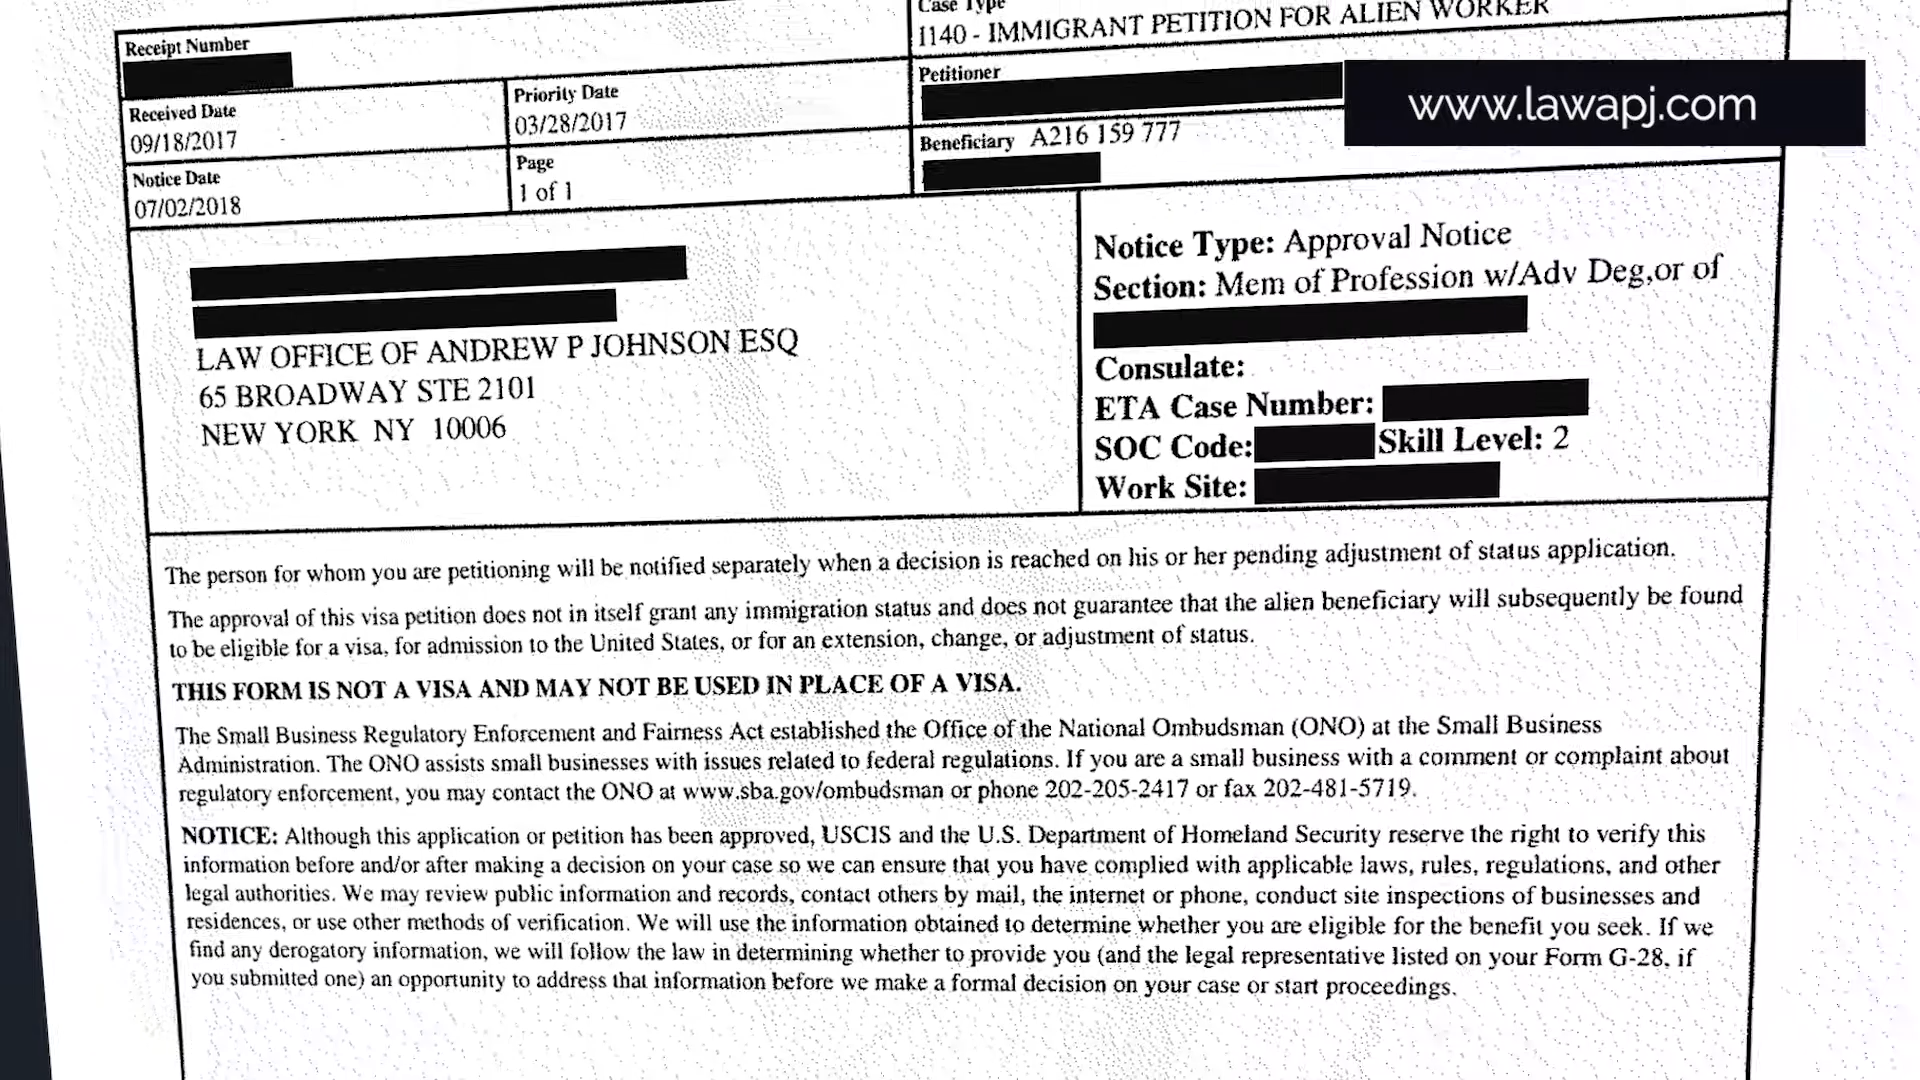 Case Type
Receipt Number
I140 - IMMIGRANT PETITION FOR ALIEN WORKER
Received Date
09/18/2017
Priority Date
03/28/2017
Petitioner
www.lawapj.com
Notice Date
07/02/2018
Page
1 of 1
Beneficiary A216 159 777
LAW OFFICE OF ANDREW P JOHNSON ESQ
65 BROADWAY STE 2101
NEW YORK NY 10006
Notice Type: Approval Notice
Section: Mem of Profession w/Adv Deg,or of
Consulate:
ETA Case Number:
SOC Code: Skill Level: 2
Work Site:
The person for whom you are petitioning will be notified separately when a decision is reached on his or her pending adjustment of status application.
The approval of this visa petition does not in itself grant any immigration status and does not guarantee that the alien beneficiary will subsequently be found
to be eligible for a visa, for admission to the United States, or for an extension, change, or adjustment of status.
THIS FORM IS NOT A VISA AND MAY NOT BE USED IN PLACE OF A VISA.
The Small Business Regulatory Enforcement and Fairness Act established the Office of the National Ombudsman (ONO) at the Small Business
Administration. The ONO assists small businesses with issues related to federal regulations. If you are a small business with a comment or complaint about
regulatory enforcement, you may contact the ONO at www.sba.gov/ombudsman or phone 202-205-2417 or fax 202-481-5719.
NOTICE: Although this application or petition has been approved, USCIS and the U.S. Department of Homeland Security reserve the right to verify this
information before and/or after making a decision on your case so we can ensure that you have complied with applicable laws, rules, regulations, and other
legal authorities. We may review public information and records, contact others by mail, the internet or phone, conduct site inspections of businesses and
residences, or use other methods of verification. We will use the information obtained to determine whether you are eligible for the benefit you seek. If we
find any derogatory information, we will follow the law in determining whether to provide you (and the legal representative listed on your Form G-28, if
you submitted one) an opportunity to address that information before we make a formal decision on your case or start proceedings.